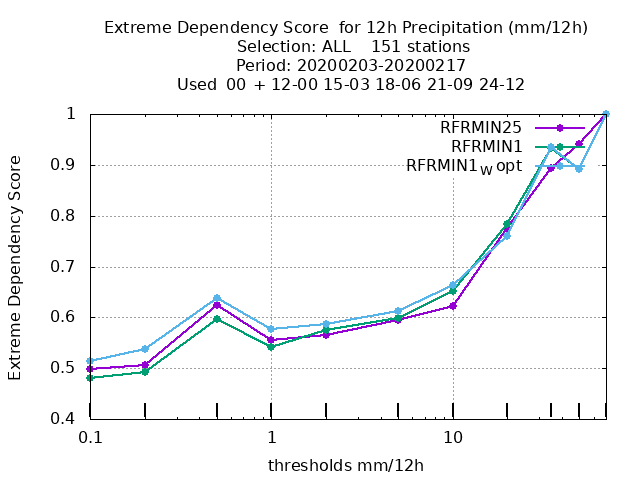 Extreme Dependency Score  for 12h Precipitation (mm/12h)
Selection: ALL    151 stations
Period: 20200203-20200217
Used  00 + 12-00 15-03 18-06 21-09 24-12
RFRMIN25
RFRMIN1
RFRMIN1W opt
Extreme Dependency Score
1
0.9
0.8
0.7
0.6
0.5
0.4
0.1 1 10
thresholds mm/12h